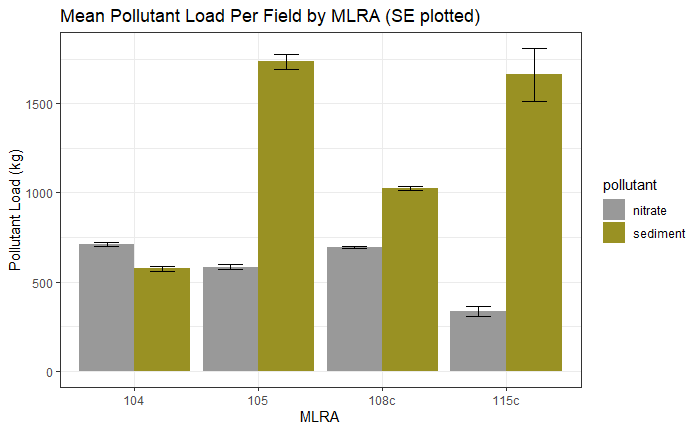 Mean Pollutant Load Per Field by MLRA (SE plotted)
Pollutant Load (kg)
1500
1000
500
0
104 105 108c 115c
MLRA
pollutant
nitrate
sediment